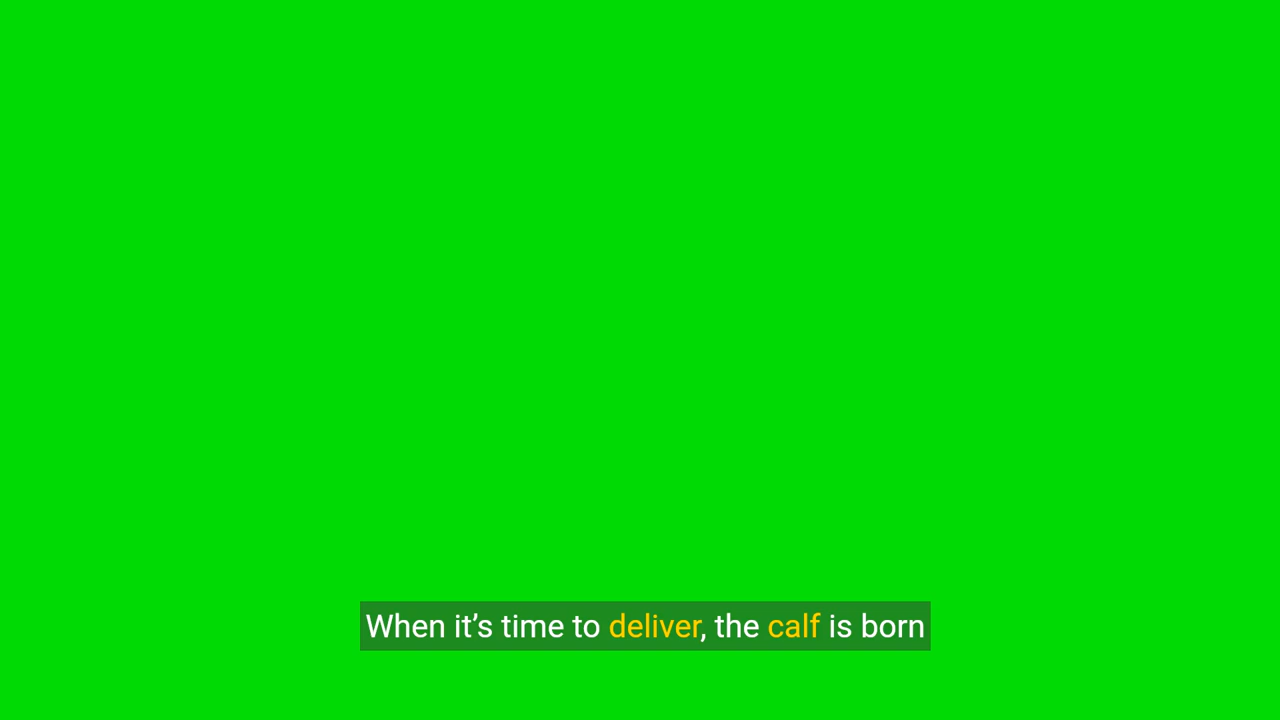 When it’s time to deliver, the calf is born